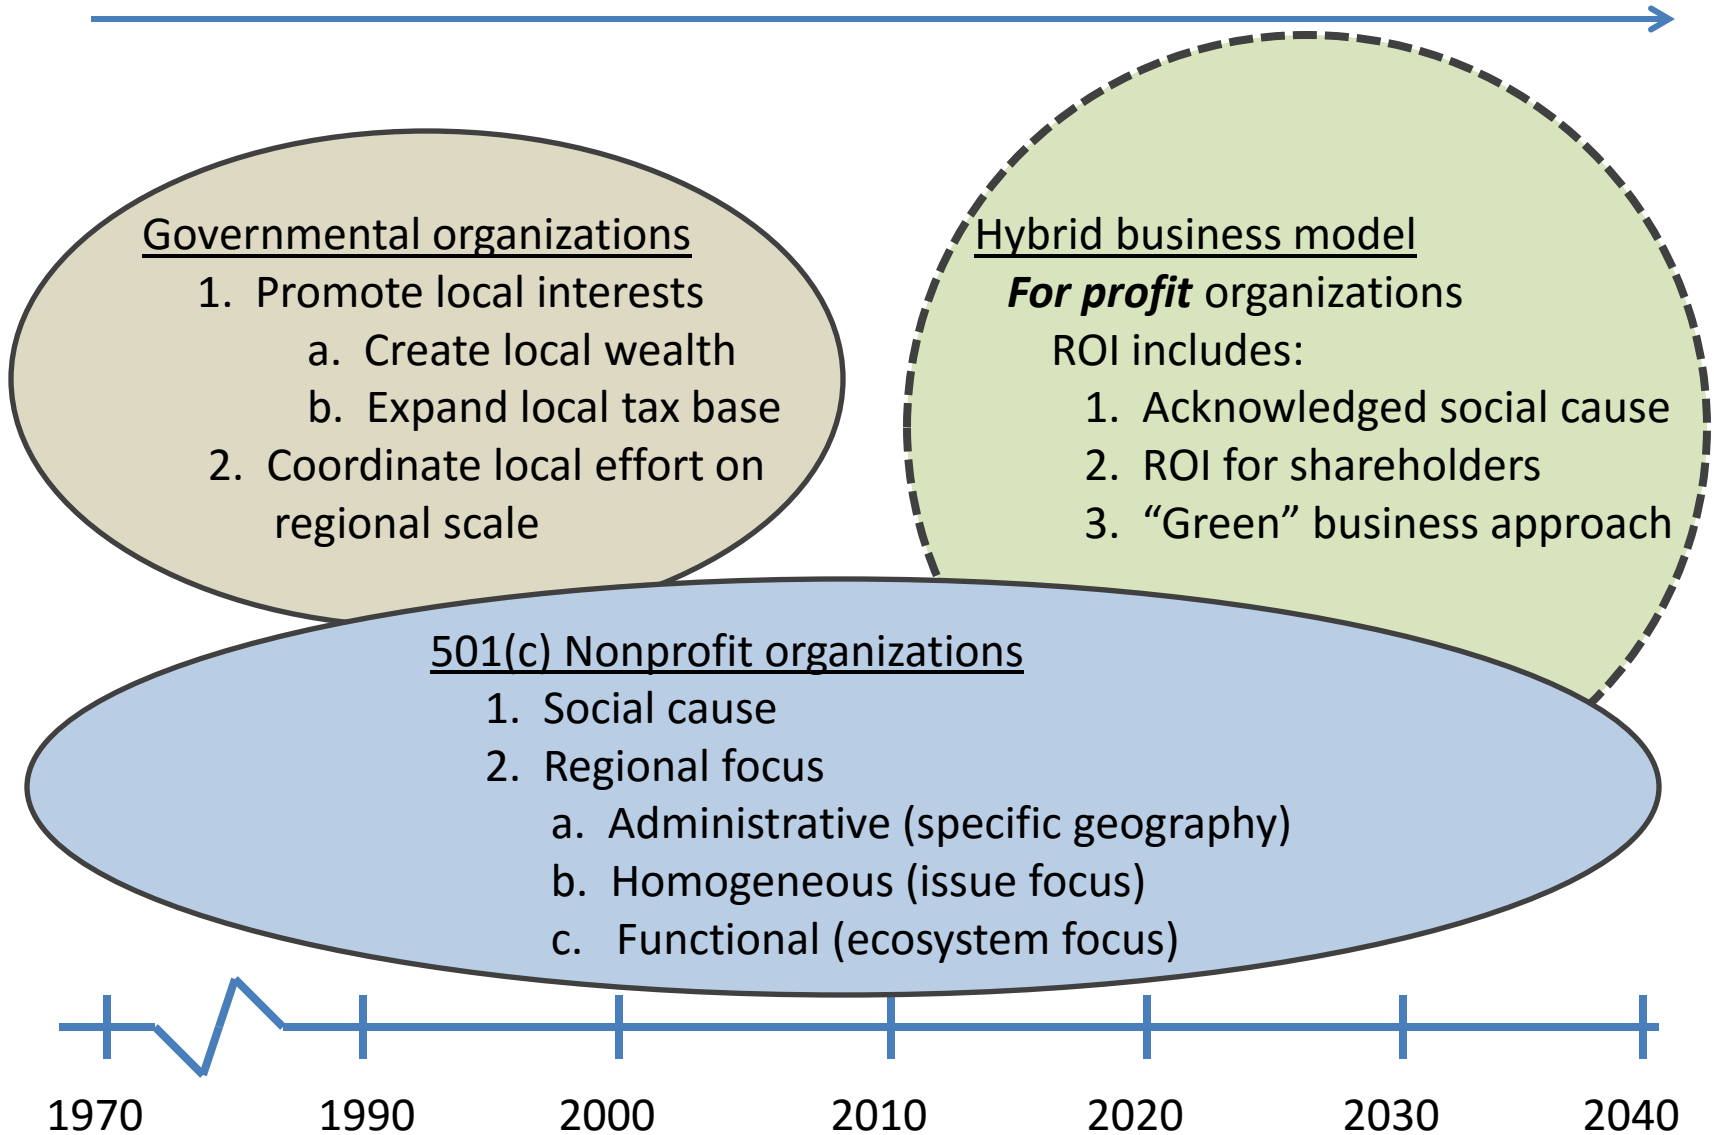 Governmental organizations
1. Promote local interests
a. Create local wealth
b. Expand local tax base
2. Coordinate local effort on
regional scale
Hybrid business model
For profit organizations
ROI includes:
1. Acknowledged social cause
2. ROI for shareholders
3. “Green” business approach
501(c) Nonprofit organizations
1. Social cause
2. Regional focus
a. Administrative (specific geography)
b. Homogeneous (issue focus)
c. Functional (ecosystem focus)
1970 1990 2000 2010 2020 2030 2040